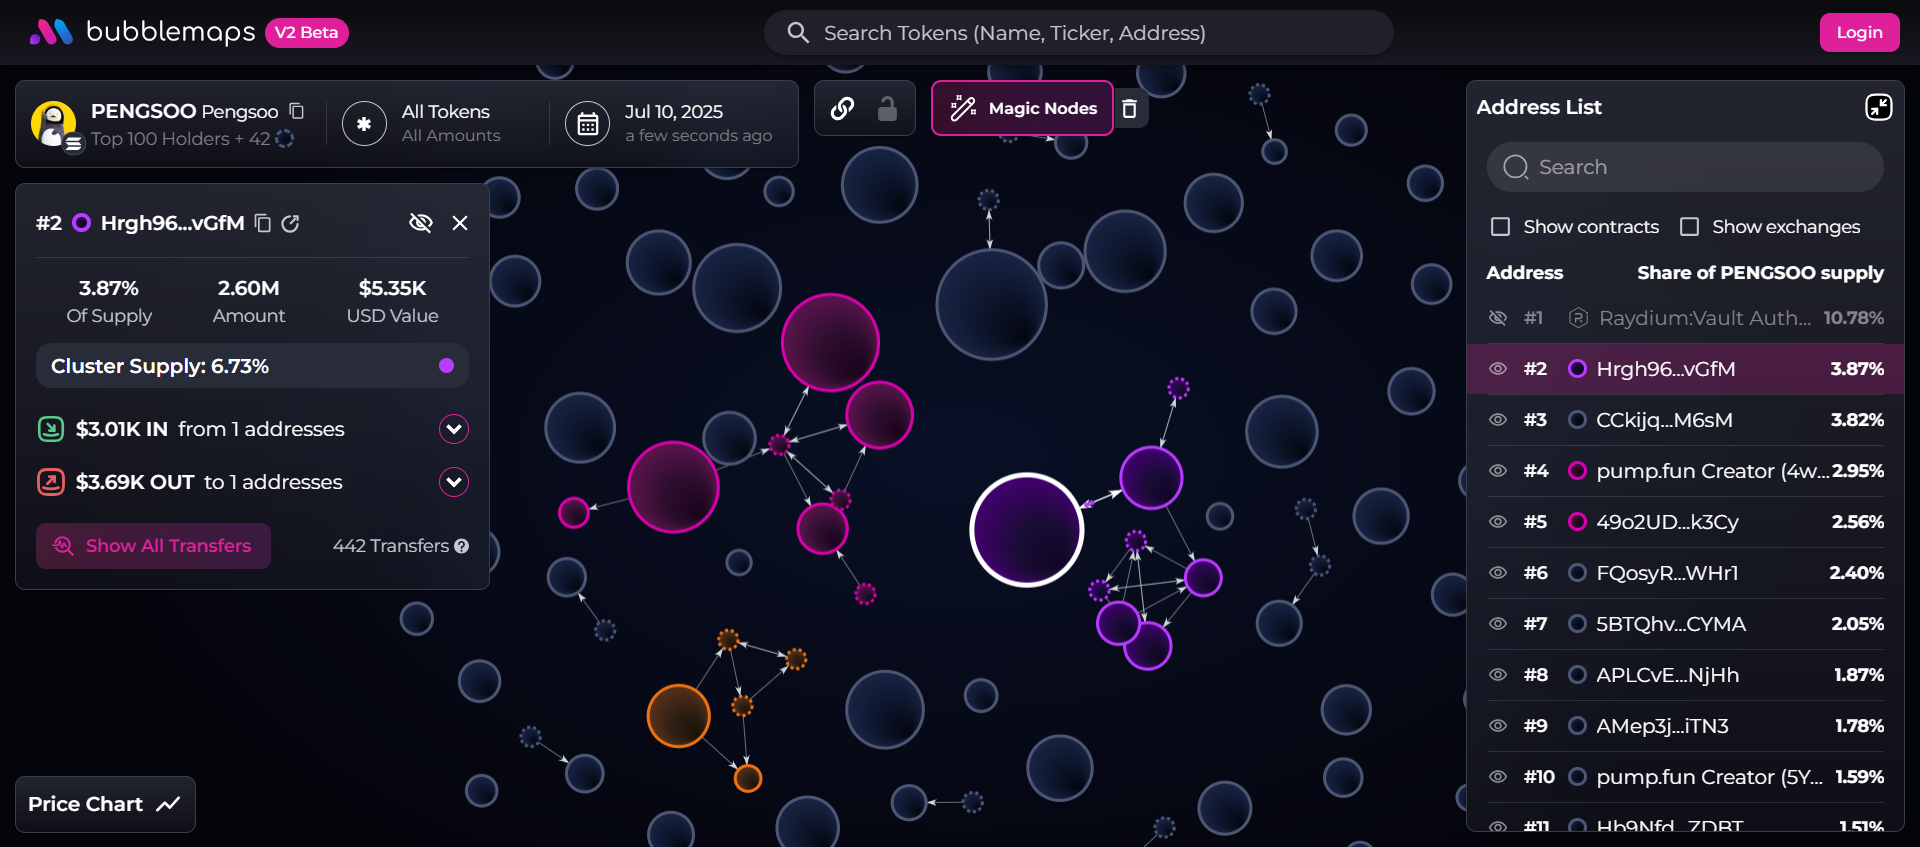 bubblemaps V2 Beta
Search Tokens (Name, Ticker, Address)
Login
PENGSOO Pengsoo
Top 100 Holders + 42
All Tokens
All Amounts
Jul 10, 2025
a few seconds ago
Magic Nodes
#2 Hrgh96...vGfM
3.87% 2.60M $5.35K
Of Supply Amount USD Value
Cluster Supply: 6.73%
$3.01K IN from 1 addresses
$3.69K OUT to 1 addresses
Show All Transfers 442 Transfers ?
Price Chart
Address List
Search
Show contracts Show exchanges
Address Share of PENGSOO supply
#1 Raydium:Vault Auth... 10.78%
#2 Hrgh96...vGfM 3.87%
#3 CCkijq...M6sM 3.82%
#4 pump.fun Creator (4w... 2.95%
#5 49o2UD...k3Cy 2.56%
#6 FQosyR...WHr1 2.40%
#7 5BTQhv...CYMA 2.05%
#8 APLCvE...NjHh 1.87%
#9 AMep3j...iTN3 1.78%
#10 pump.fun Creator (5Y... 1.59%
#11 Hb9Nfd...ZDBT 1.51%